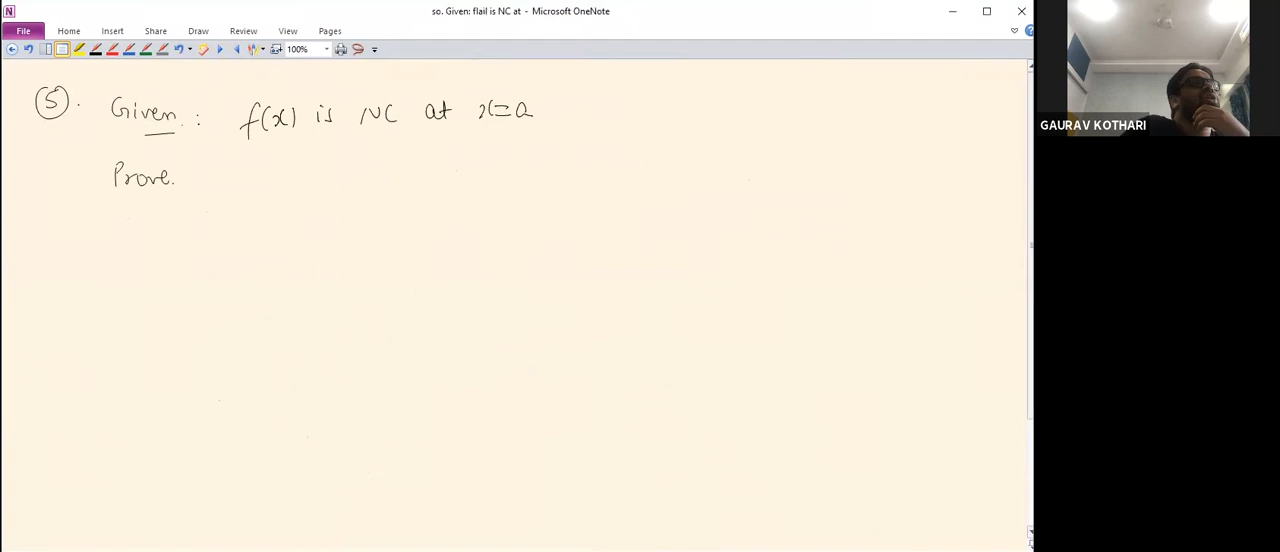 so. Given: flail is NC at - Microsoft OneNote
File Home Insert Share Draw Review View Pages
100%
5. Given : f(x) is NC at x=a
Prove.
GAURAV KOTHARI